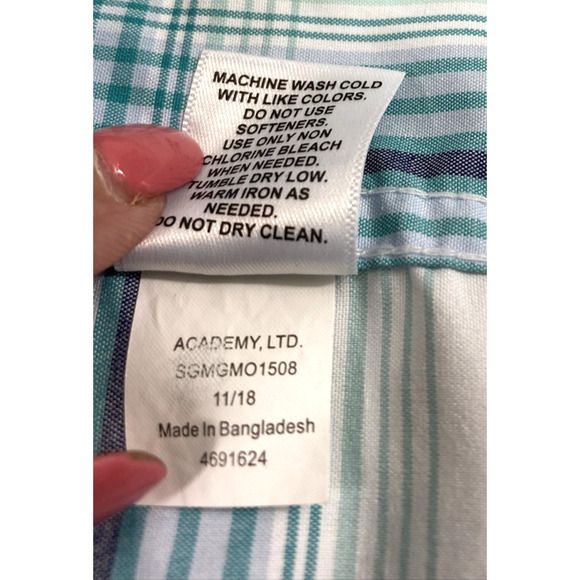 MACHINE WASH COLD
WITH LIKE COLORS.
DO NOT USE
SOFTENERS.
USE ONLY NON
CHLORINE BLEACH
WHEN NEEDED.
TUMBLE DRY LOW.
WARM IRON AS
NEEDED.
DO NOT DRY CLEAN.
ACADEMY, LTD.
SGMGMO1508
11/18
Made In Bangladesh
4691624